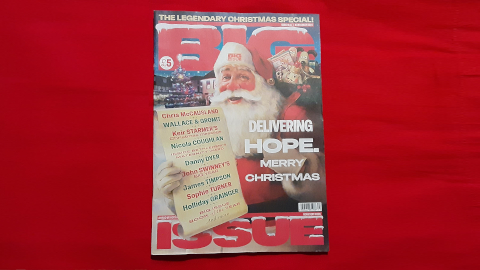 THE LEGENDARY CHRISTMAS SPECIAL!
BIG
£5
Chris McCAUSLAND
WALLACE & GROMIT
Keir STARMER'S
Nicola COUGHLAN
Danny DYER
John SWINNEY'S
James TIMPSON
Sophie TURNER
Holliday GRAINGER
DELIVERING
HOPE.
MERRY
CHRISTMAS
ISSUE